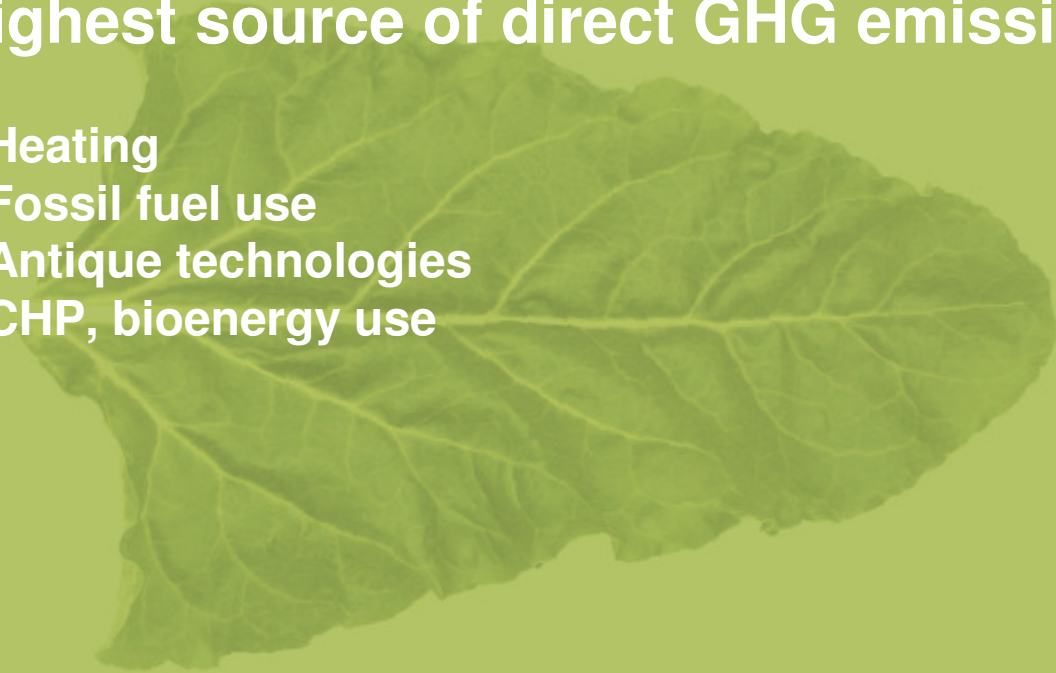 ighest source of direct GHG emissi
Heating
Fossil fuel use
Antique technologies
CHP, bioenergy use